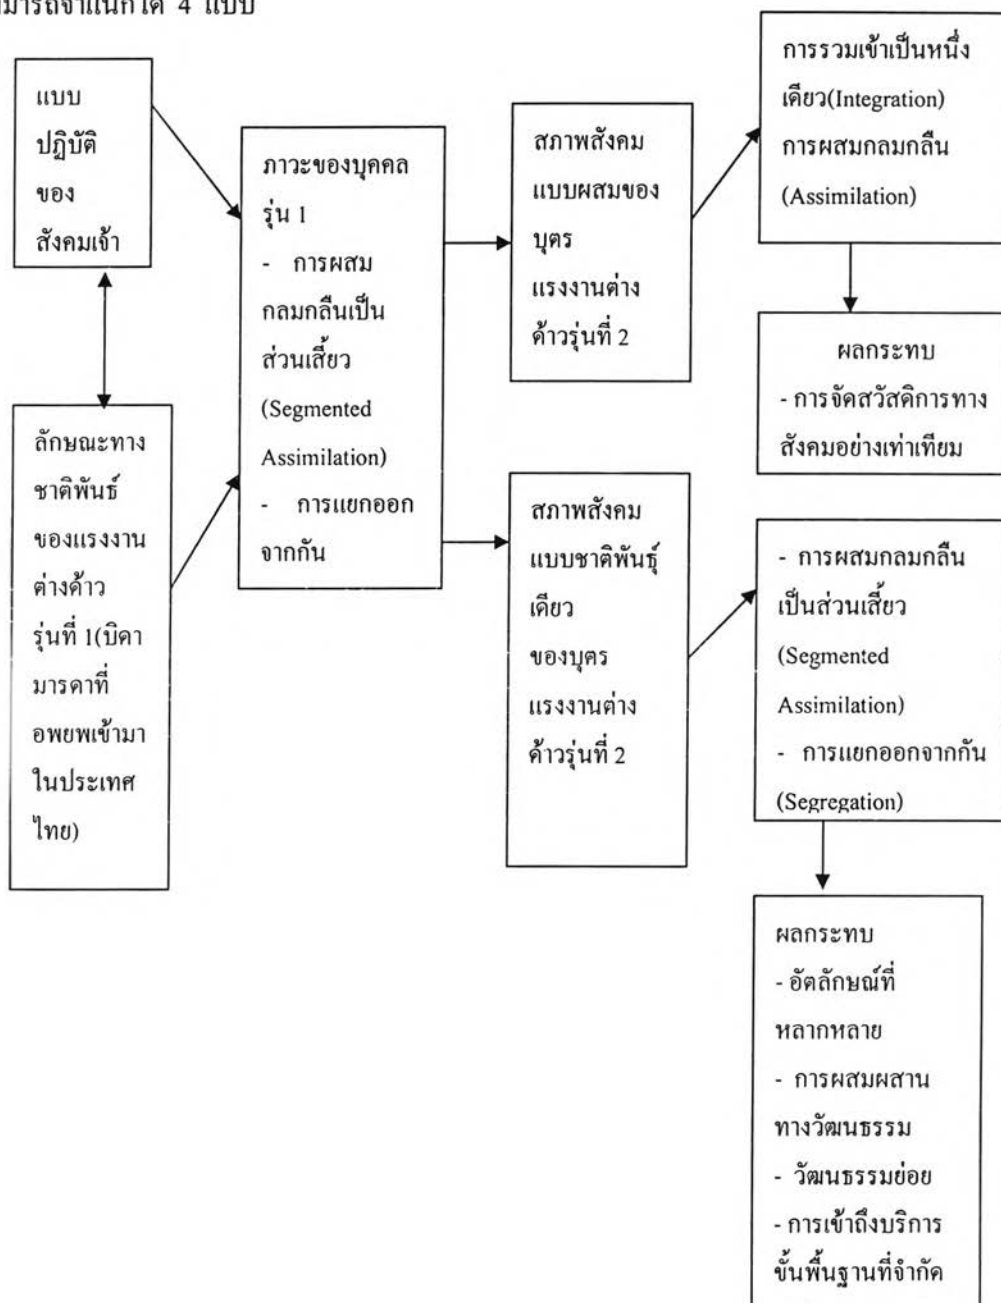 มารถจำแนกได้ 4 แบบ
แบบ
ปฏิบัติ
ของ
สังคมเจ้า
ลักษณะทาง
ชาติพันธ์
ของแรงงาน
ต่างด้าว
รุ่นที่ 1(บิดา
มารดาที่
อพยพเข้ามา
ในประเทศ
ไทย)
ภาวะของบุคคล
รุ่น 1
- การผสม
กลมกลืนเป็น
ส่วนเสี้ยว
(Segmented
Assimilation)
- การแยกออก
จากกัน
สภาพสังคม
แบบผสมของ
บุตร
แรงงานต่าง
ด้าวรุ่นที่ 2
สภาพสังคม
แบบชาติพันธุ์
เดียว
ของบุตร
แรงงานต่าง
ด้าวรุ่นที่ 2
การรวมเข้าเป็นหนึ่ง
เดียว(Integration)
การผสมกลมกลืน
(Assimilation)
ผลกระทบ
- การจัดสวัสดิการทาง
สังคมอย่างเท่าเทียม
- การผสมกลมกลืน
เป็นส่วนเสี้ยว
(Segmented
Assimilation)
- การแยกออกจากกัน
(Segregation)
ผลกระทบ
- อัตลักษณ์ที่
หลากหลาย
- การผสมผสาน
ทางวัฒนธรรม
- วัฒนธรรมย่อย
- การเข้าถึงบริการ
ขั้นพื้นฐานที่จำกัด